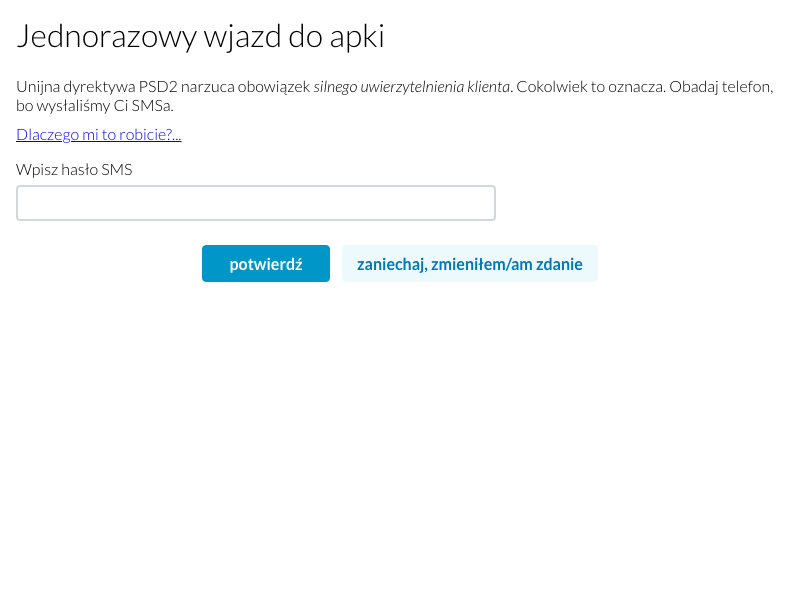 Jednorazowy wjazd do apki
Unijna dyrektywa PSD2 narzuca obowiązek silnego uwierzytelnienia klienta. Cokolwiek to oznacza. Obadaj telefon,
bo wysłaliśmy Ci SMSa.
Dlaczego mi to robicie?...
Wpisz hasło SMS
potwierdź zaniechaj, zmieniłem/am zdanie